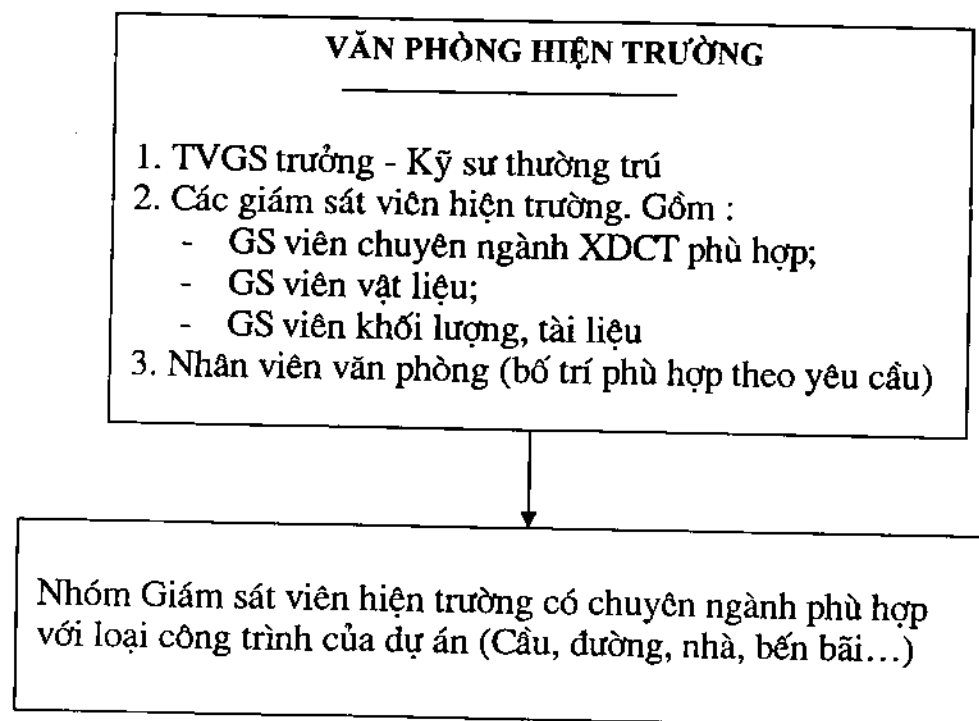 VĂN PHÒNG HIỆN TRƯỜNG
1. TVGS trưởng - Kỹ sư thường trú
2. Các giám sát viên hiện trường. Gồm :
- GS viên chuyên ngành XDCT phù hợp;
- GS viên vật liệu;
- GS viên khối lượng, tài liệu
3. Nhân viên văn phòng (bố trí phù hợp theo yêu cầu)
Nhóm Giám sát viên hiện trường có chuyên ngành phù hợp
với loại công trình của dự án (Cầu, đường, nhà, bến bãi...)